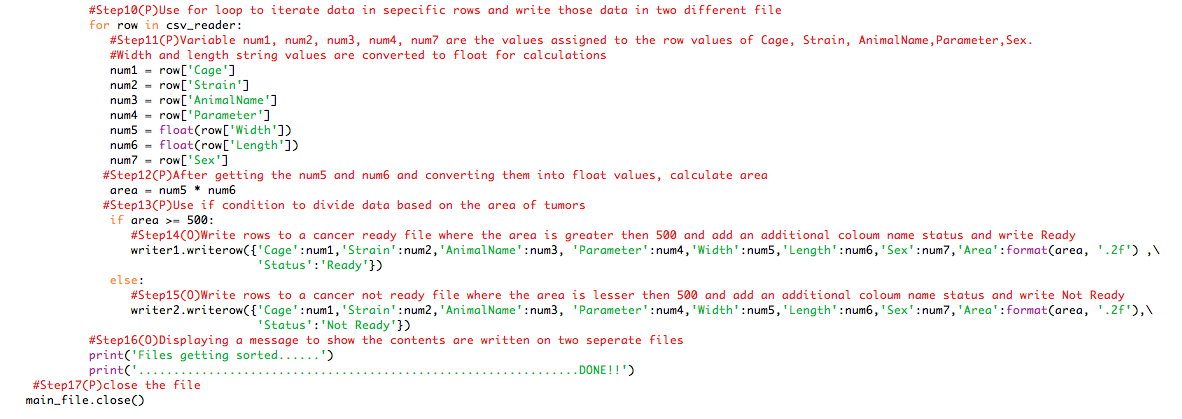 #Step10(P)Use for loop to iterate data in sepecific rows and write those data in two different file
for row in csv_reader:
#Step11(P)Variable num1, num2, num3, num4, num7 are the values assigned to the row values of Cage, Strain, AnimalName,Parameter,Sex.
#Width and length string values are converted to float for calculations
num1 = row['Cage']
num2 = row['Strain']
num3 = row['AnimalName']
num4 = row['Parameter']
num5 = float(row['Width'])
num6 = float(row['Length'])
num7 = row['Sex']
#Step12(P)After getting the num5 and num6 and converting them into float values, calculate area
area = num5 * num6
#Step13(P)Use if condition to divide data based on the area of tumors
if area >= 500:
#Step14(O)Write rows to a cancer ready file where the area is greater then 500 and add an additional coloum name status and write Ready
writer1.writerow({'Cage':num1,'Strain':num2,'AnimalName':num3, 'Parameter':num4,'Width':num5,'Length':num6,'Sex':num7,'Area':format(area, '.2f') ,\
'Status':'Ready'})
else:
#Step15(O)Write rows to a cancer not ready file where the area is lesser then 500 and add an additional coloum name status and write Not Ready
writer2.writerow({'Cage':num1,'Strain':num2,'AnimalName':num3, 'Parameter':num4,'Width':num5,'Length':num6,'Sex':num7,'Area':format(area, '.2f'),\
'Status':'Not Ready'})
#Step16(O)Displaying a message to show the contents are written on two seperate files
print('Files getting sorted......')
print('...............................................................DONE!!')
#Step17(P)close the file
main_file.close()